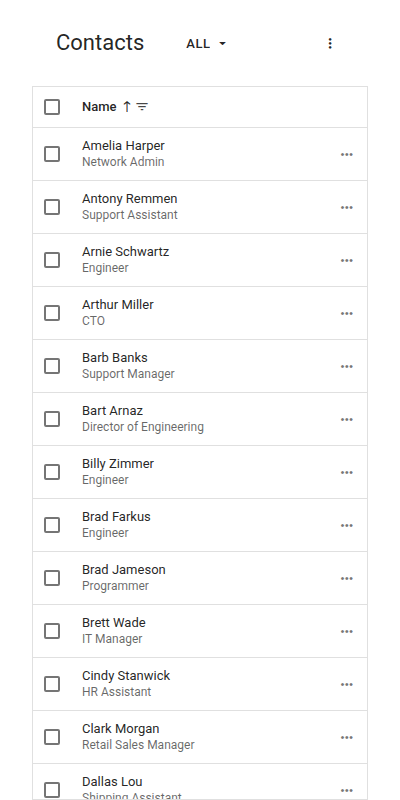 Contacts
ALL
Name
Amelia Harper
Network Admin
Antony Remmen
Support Assistant
Arnie Schwartz
Engineer
Arthur Miller
CTO
Barb Banks
Support Manager
Bart Arnaz
Director of Engineering
Billy Zimmer
Engineer
Brad Farkus
Engineer
Brad Jameson
Programmer
Brett Wade
IT Manager
Cindy Stanwick
HR Assistant
Clark Morgan
Retail Sales Manager
Dallas Lou
Shipping Assistant